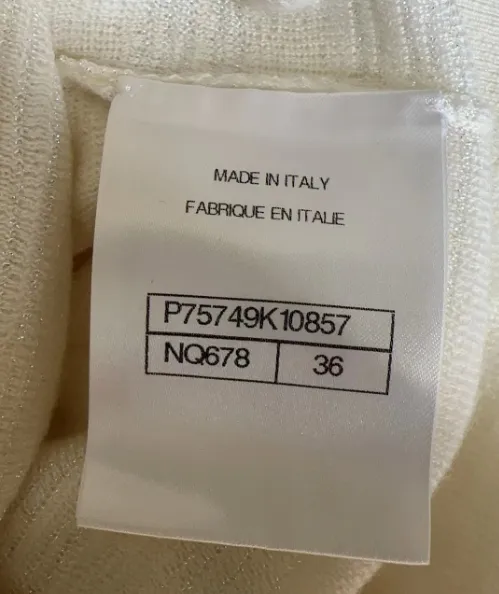 MADE IN ITALY
FABRIQUE EN ITALIE
P75749K10857
NQ678 36